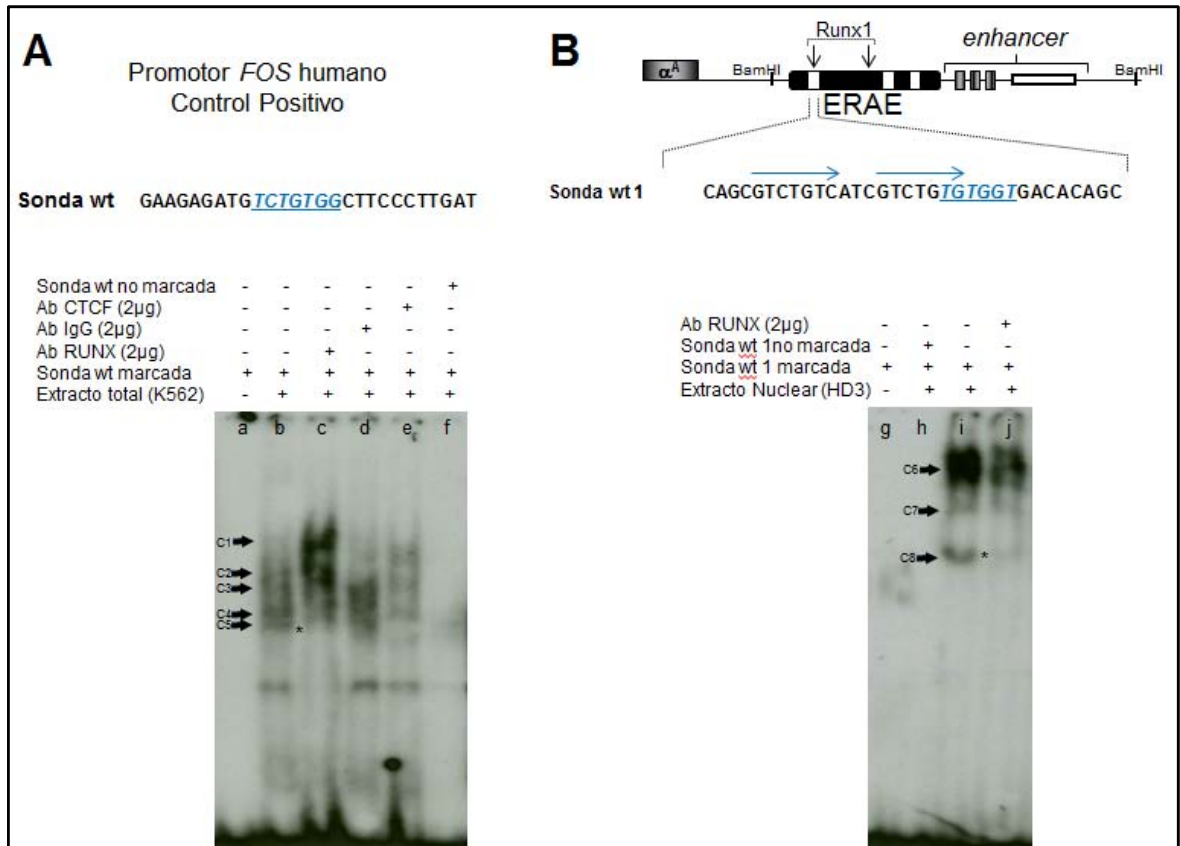 A
Promotor FOS humano
Control Positivo
Sonda wt GAAGAGATGTCTGTGGCTTCCCTTGAT
Sonda wt no marcada - - - - - +
Ab CTCF (2µg) - - - - + -
Ab IgG (2µg) - - - + - -
Ab RUNX (2µg) - - + - - -
Sonda wt marcada + + + + + +
Extracto total (K562) - + + + + +
a b c d e f
C1
C2
C3
C4
C5 *
B
Runx1
enhancer
αA BamHI BamHI
ERAE
Sonda wt 1 CAGCGTCTGTCATCGTCTGTGTGGTGACACAGC
Ab RUNX (2µg) - - - +
Sonda wt 1no marcada - + - -
Sonda wt 1 marcada + + + +
Extracto Nuclear (HD3) - + + +
g h i j
C6
C7
C8 *